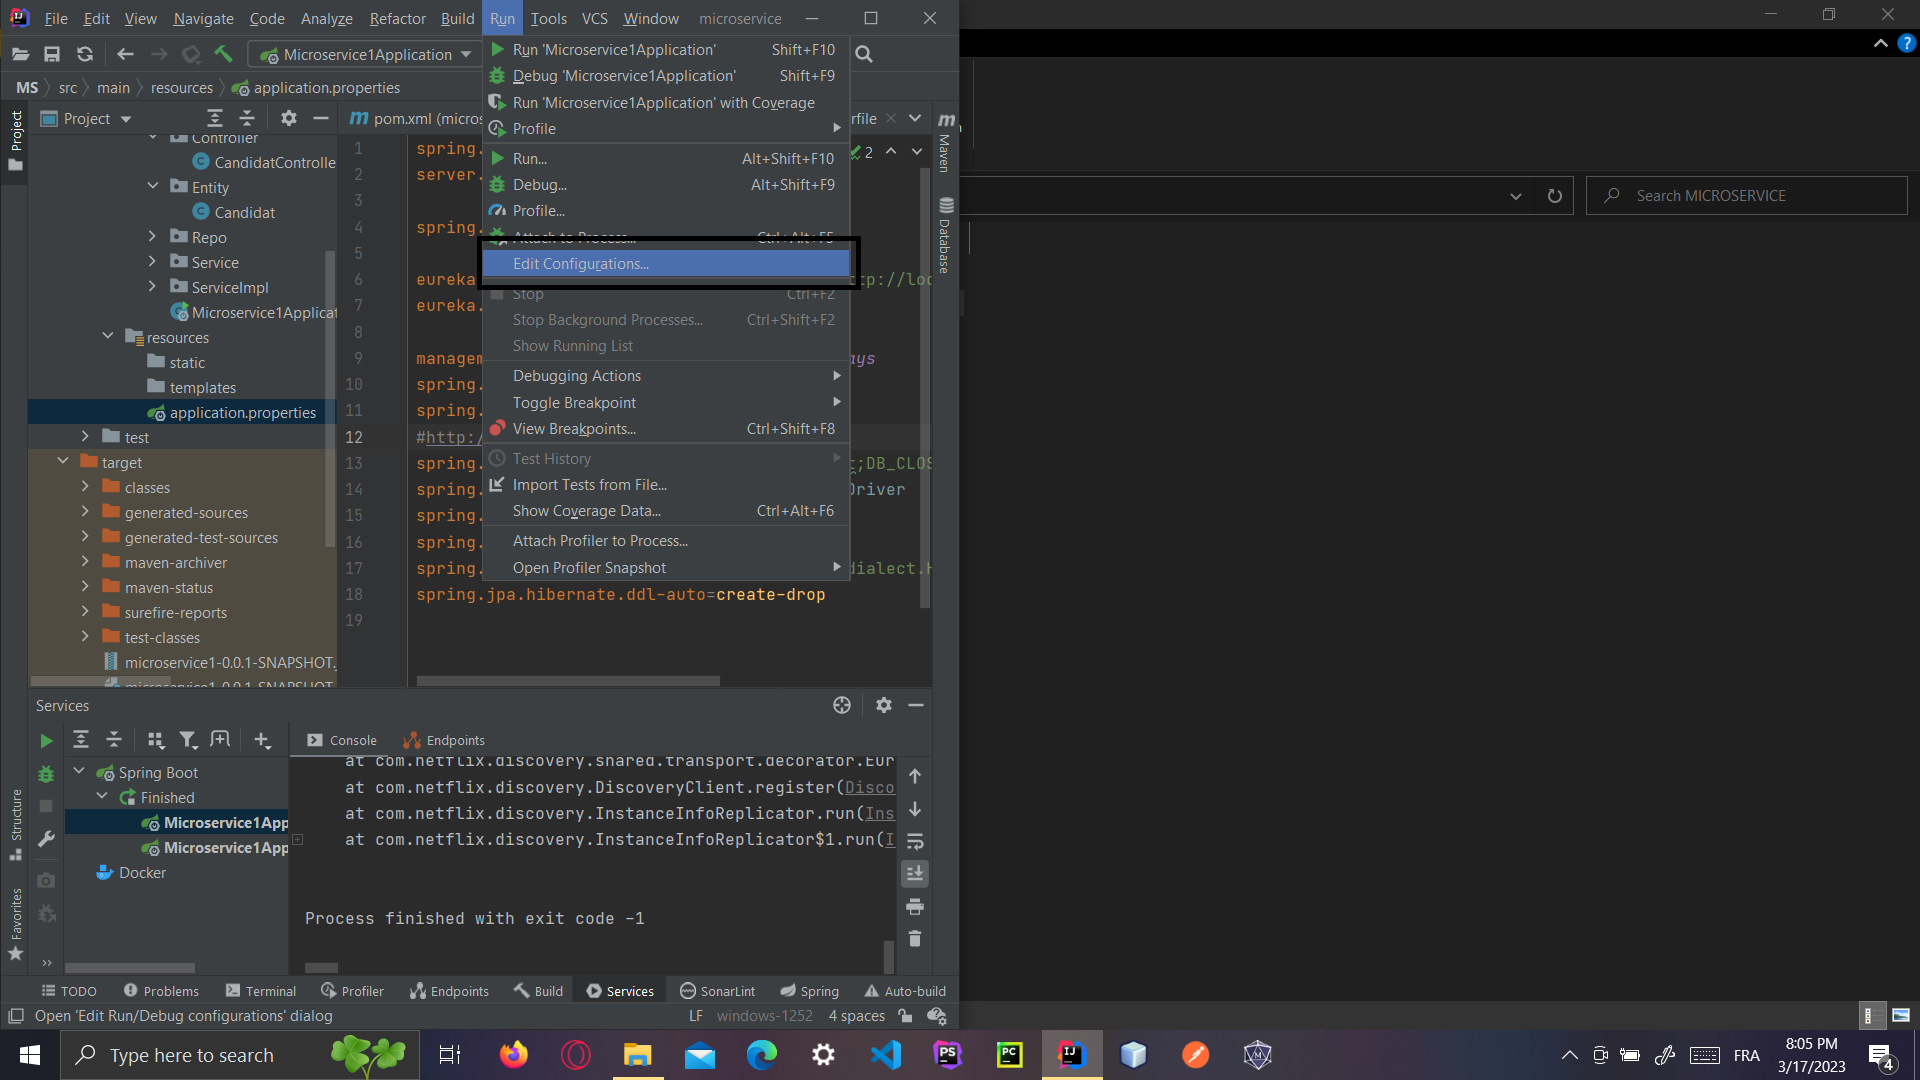 File Edit View Navigate Code Analyze Refactor Build Run Tools VCS Window microservice
Microservice1Application
MS src main resources application.properties
Project
Project
Controller
CandidatControlle
Entity
Candidat
Repo
Service
ServiceImpl
Microservice1Applicat
resources
static
templates
application.properties
test
target
classes
generated-sources
generated-test-sources
maven-archiver
maven-status
surefire-reports
test-classes
microservice1-0.0.1-SNAPSHOT.
microservice1-0.0.1-SNAPSHOT
pom.xml (micros
rfile
2
1 spring.
2 server.
3
4 spring.
5
6 eureka
tp://loc
7 eureka.
8
9 managem
ays
10 spring.
11 spring.
12 #http:/
13 spring.
t;DB_CLOS
14 spring.
Driver
15 spring.
16 spring.
17 spring.
dialect.H
18 spring.jpa.hibernate.ddl-auto=create-drop
19
Run 'Microservice1Application' Shift+F10
Debug 'Microservice1Application' Shift+F9
Run 'Microservice1Application' with Coverage
Profile
Run... Alt+Shift+F10
Debug... Alt+Shift+F9
Profile...
Attach to Process... Ctrl+Alt+F5
Edit Configurations...
Stop Ctrl+F2
Stop Background Processes... Ctrl+Shift+F2
Show Running List
Debugging Actions
Toggle Breakpoint
View Breakpoints... Ctrl+Shift+F8
Test History
Import Tests from File...
Show Coverage Data... Ctrl+Alt+F6
Attach Profiler to Process...
Open Profiler Snapshot
Maven
Database
Search MICROSERVICE
Services
Console Endpoints
Spring Boot
Finished
Microservice1App
Microservice1App
Docker
at com.netflix.discovery.shared.transport.decorator.Eur
at com.netflix.discovery.DiscoveryClient.register(Disco
at com.netflix.discovery.InstanceInfoReplicator.run(Ins
at com.netflix.discovery.InstanceInfoReplicator$1.run(I
Process finished with exit code -1
Structure
Favorites
TODO Problems Terminal Profiler Endpoints Build Services SonarLint Spring Auto-build
Open 'Edit Run/Debug configurations' dialog
LF windows-1252 4 spaces
Type here to search
FRA
8:05 PM
3/17/2023
4